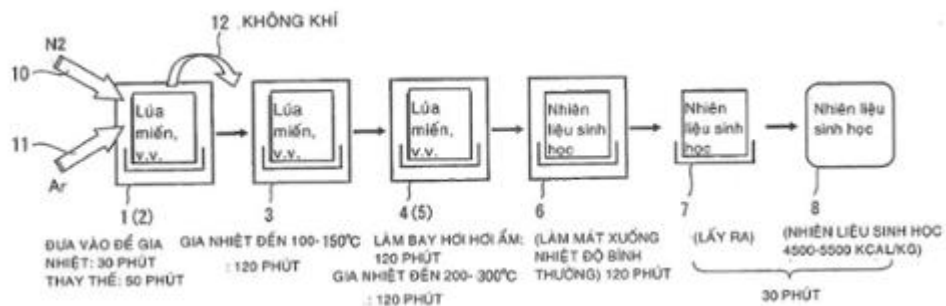 12 KHÔNG KHÍ
N2
10
11
Ar
Lúa
miến,
v.v.
Lúa
miến,
v.v.
Lúa
miến,
v.v.
Nhiên
liệu sinh
học
Nhiên
liệu sinh
học
Nhiên liệu
sinh học
1 (2)
3
4 (5)
6
7
8
ĐƯA VÀO ĐỂ GIA
NHIỆT: 30 PHÚT
THAY THẾ: 50 PHÚT
GIA NHIỆT ĐẾN 100-150°C
: 120 PHÚT
LÀM BAY HƠI HƠI ẨM:
120 PHÚT
GIA NHIỆT ĐẾN 200-300°C
.: 120 PHÚT
(LÀM MÁT XUỐNG
NHIỆT ĐỘ BÌNH
THƯỜNG) 120 PHÚT
(LẤY RA)
(NHIÊN LIỆU SINH HỌC
4500-5500 KCAL/KG)
30 PHÚT